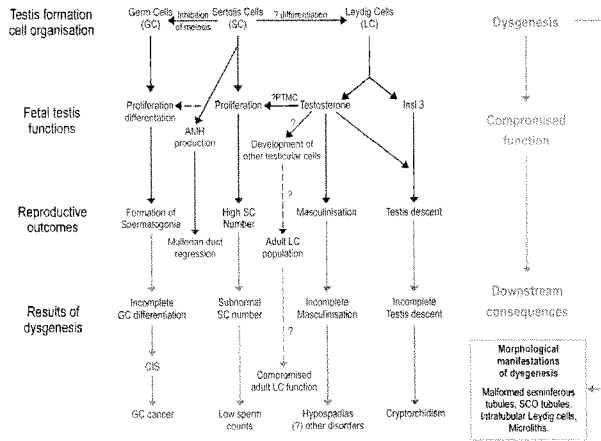 Testis formation
cell organisation
Germ Cells
(GC)
Inhibition
of meiosis
Sertolis Cells
(SC)
? differentiation
Leydig Cells
(LC)
Dysgenesis
Fetal testis
functions
Proliferation
differentiation
AMH
production
Proliferation
?PTMC
Testosterone
Insl 3
?
Development of
other testicular cells
?
Compromised
function
Reproductive
outcomes
Formation of
Spermatogonia
Mullerian duct
regression
High SC
Number
Adult LC
population
Masculinisation
Testis descent
Results of
dysgenesis
Incomplete
GC differentiation
Subnormal
SC number
?
Incomplete
Masculinisation
Incomplete
Testis descent
Downstream
consequences
CIS
Compromised
adult LC function
GC cancer
Low sperm
counts
Hypospadias
(?) other disorders
Cryptorchidism
Morphological
manifestations
of dysgenesis
Malformed seminiferous
tubules, SCO tubules,
Intratubular Leydig cells,
Microliths.